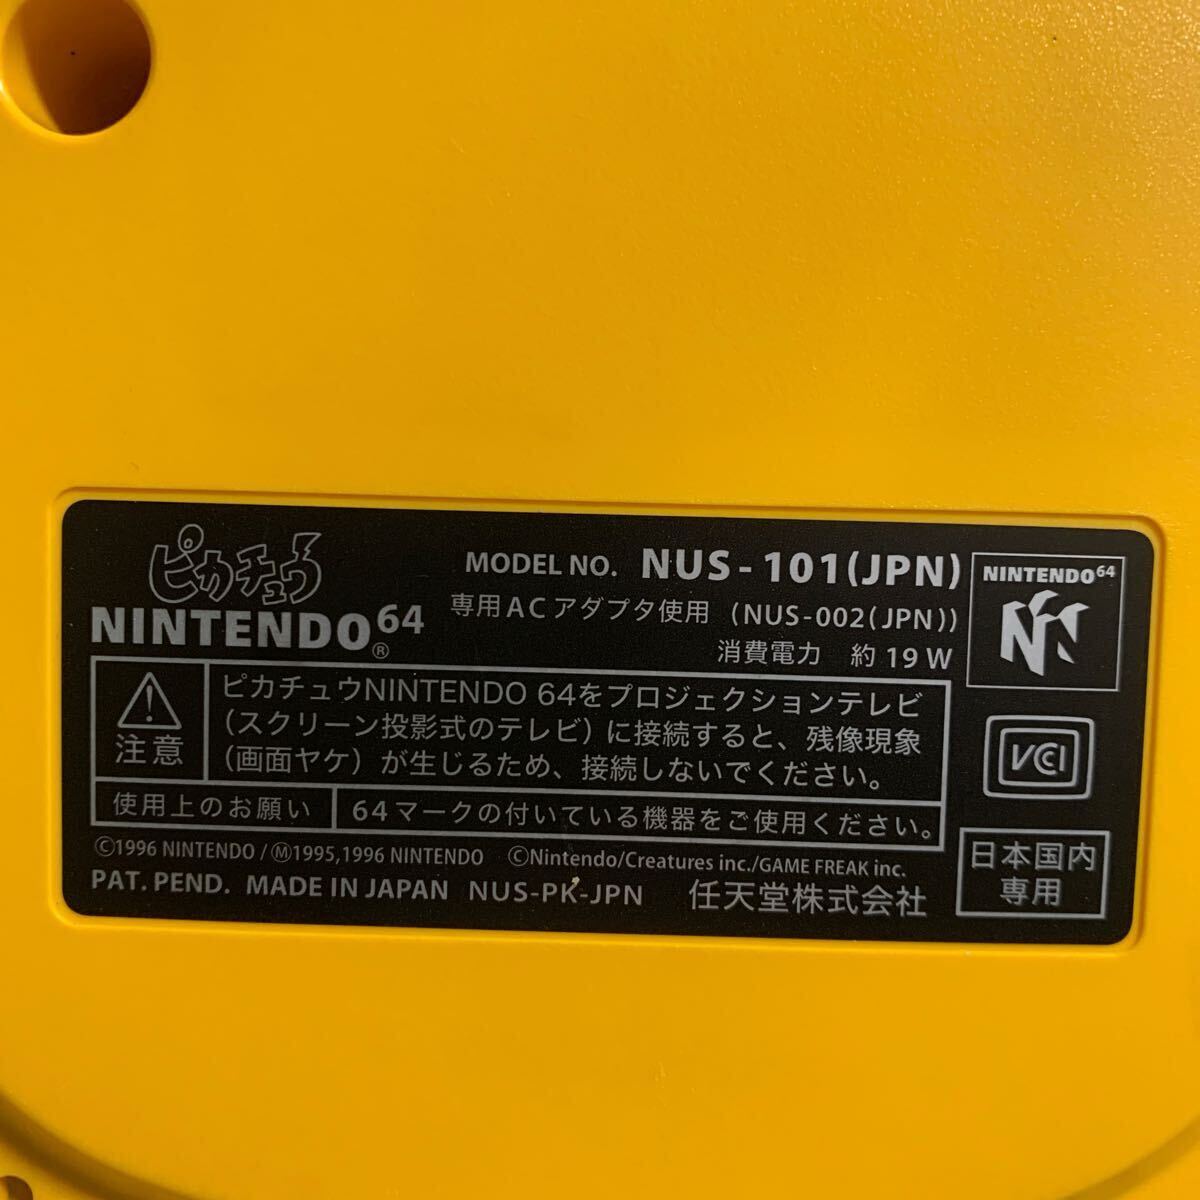 ピカチュウ
NINTENDO64®
MODEL NO. NUS-101(JPN)
専用ACアダプタ使用 (NUS-002(JPN))
消費電力 約19W
NINTENDO64
注意
ピカチュウNINTENDO 64をプロジェクションテレビ
(スクリーン投影式のテレビ)に接続すると、残像現象
(画面ヤケ)が生じるため、接続しないでください。
使用上のお願い
64マークの付いている機器をご使用ください。
VCI
日本国内
専用
©1996 NINTENDO/Ⓜ1995,1996 NINTENDO ©Nintendo/Creatures inc./GAME FREAK inc.
PAT. PEND. MADE IN JAPAN NUS-PK-JPN 任天堂株式会社